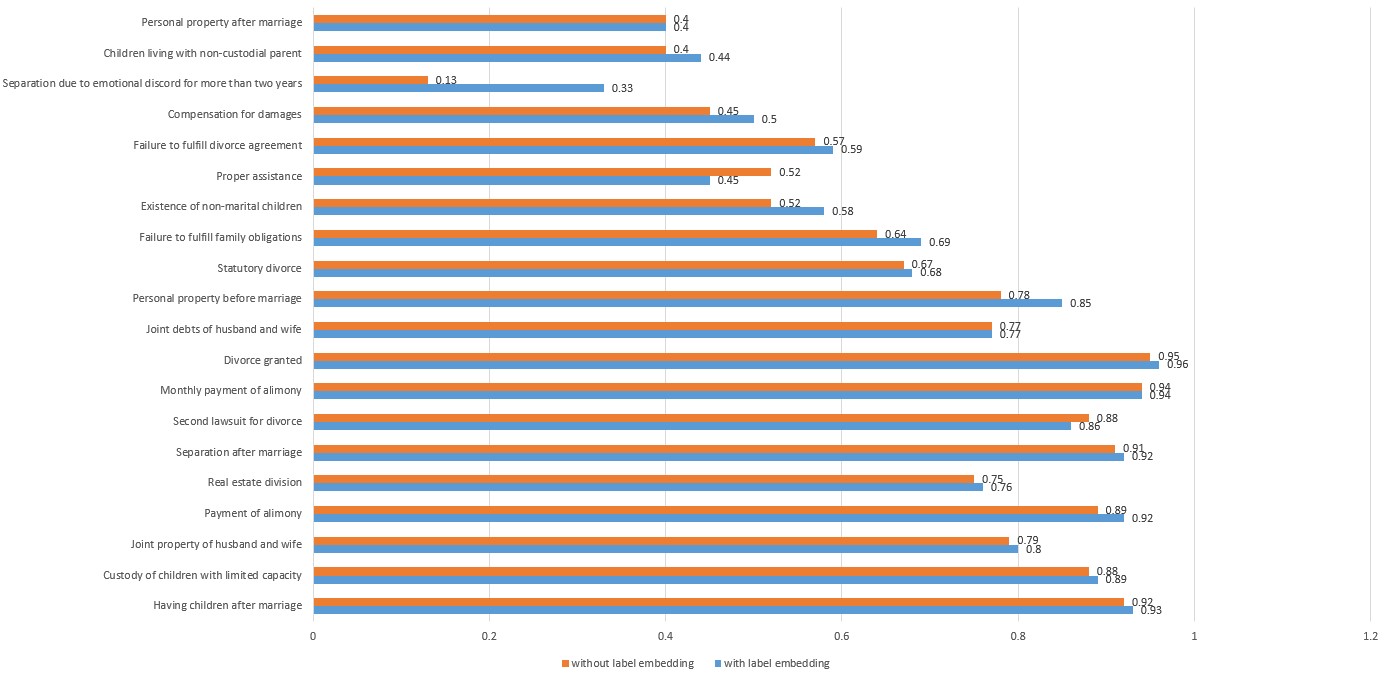 Personal property after marriage 0.4 0.4
Children living with non-custodial parent 0.4 0.44
Separation due to emotional discord for more than two years 0.13 0.33
Compensation for damages 0.45 0.5
Failure to fulfill divorce agreement 0.57 0.59
Proper assistance 0.52 0.45
Existence of non-marital children 0.52 0.58
Failure to fulfill family obligations 0.64 0.69
Statutory divorce 0.67 0.68
Personal property before marriage 0.78 0.85
Joint debts of husband and wife 0.77 0.77
Divorce granted 0.95 0.96
Monthly payment of alimony 0.94 0.94
Second lawsuit for divorce 0.88 0.86
Separation after marriage 0.91 0.92
Real estate division 0.75 0.76
Payment of alimony 0.89 0.92
Joint property of husband and wife 0.79 0.8
Custody of children with limited capacity 0.88 0.89
Having children after marriage 0.92 0.93
0 0.2 0.4 0.6 0.8 1 1.2
without label embedding with label embedding